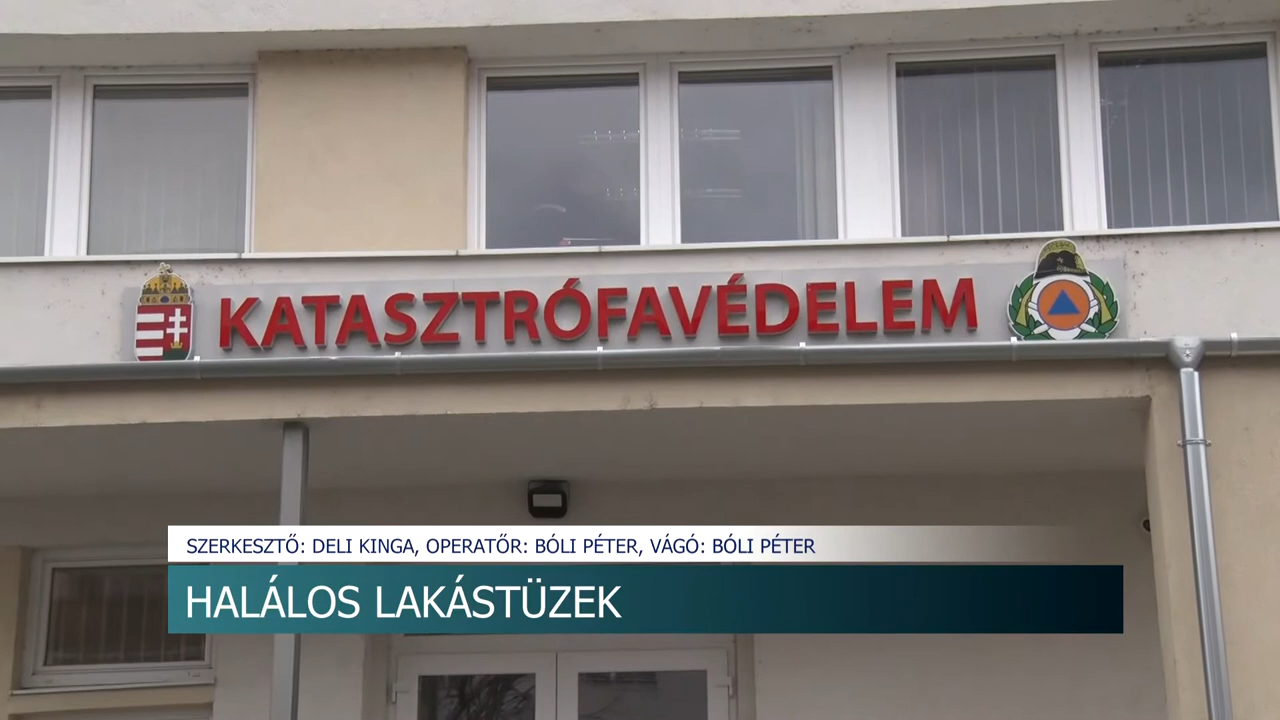 KATASZTRÓFAVÉDELEM
SZERKESZTŐ: DELI KINGA, OPERATŐR: BÓLI PÉTER, VÁGÓ: BÓLI PÉTER
HALÁLOS LAKÁSTÜZEK